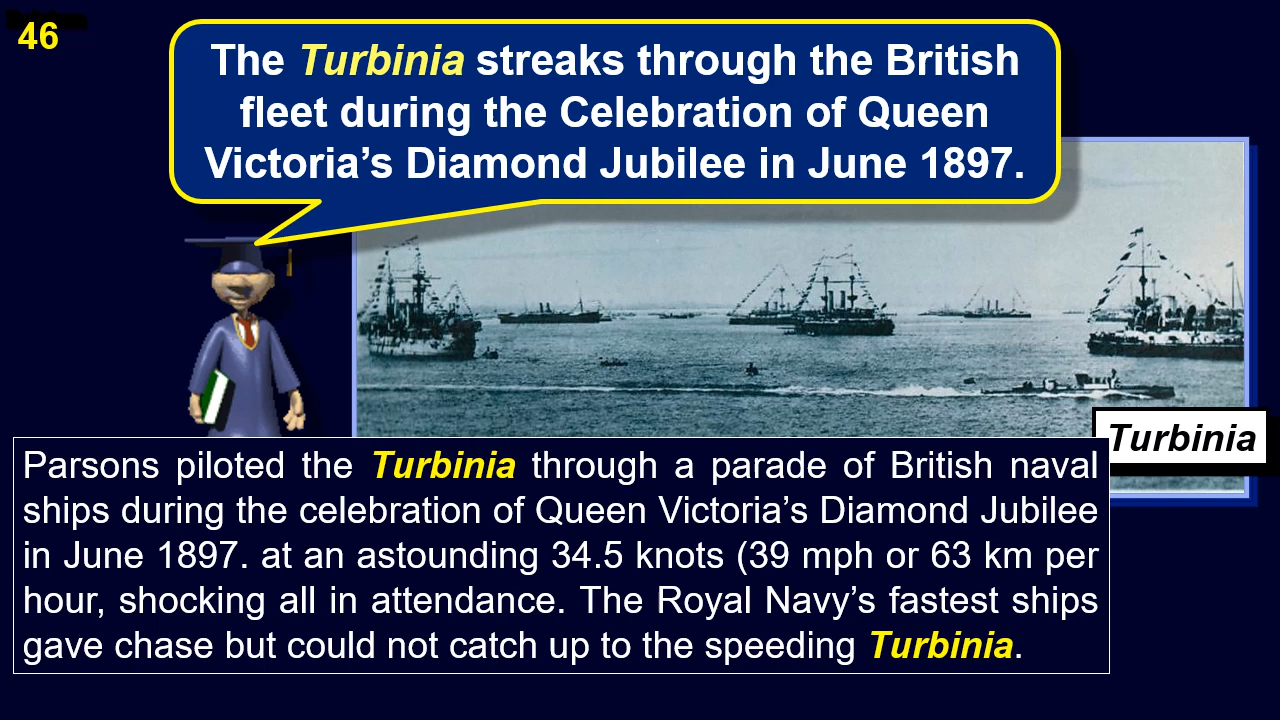 46
The Turbinia streaks through the British
fleet during the Celebration of Queen
Victoria’s Diamond Jubilee in June 1897.
Turbinia
Parsons piloted the Turbinia through a parade of British naval
ships during the celebration of Queen Victoria’s Diamond Jubilee
in June 1897. at an astounding 34.5 knots (39 mph or 63 km per
hour, shocking all in attendance. The Royal Navy’s fastest ships
gave chase but could not catch up to the speeding Turbinia.